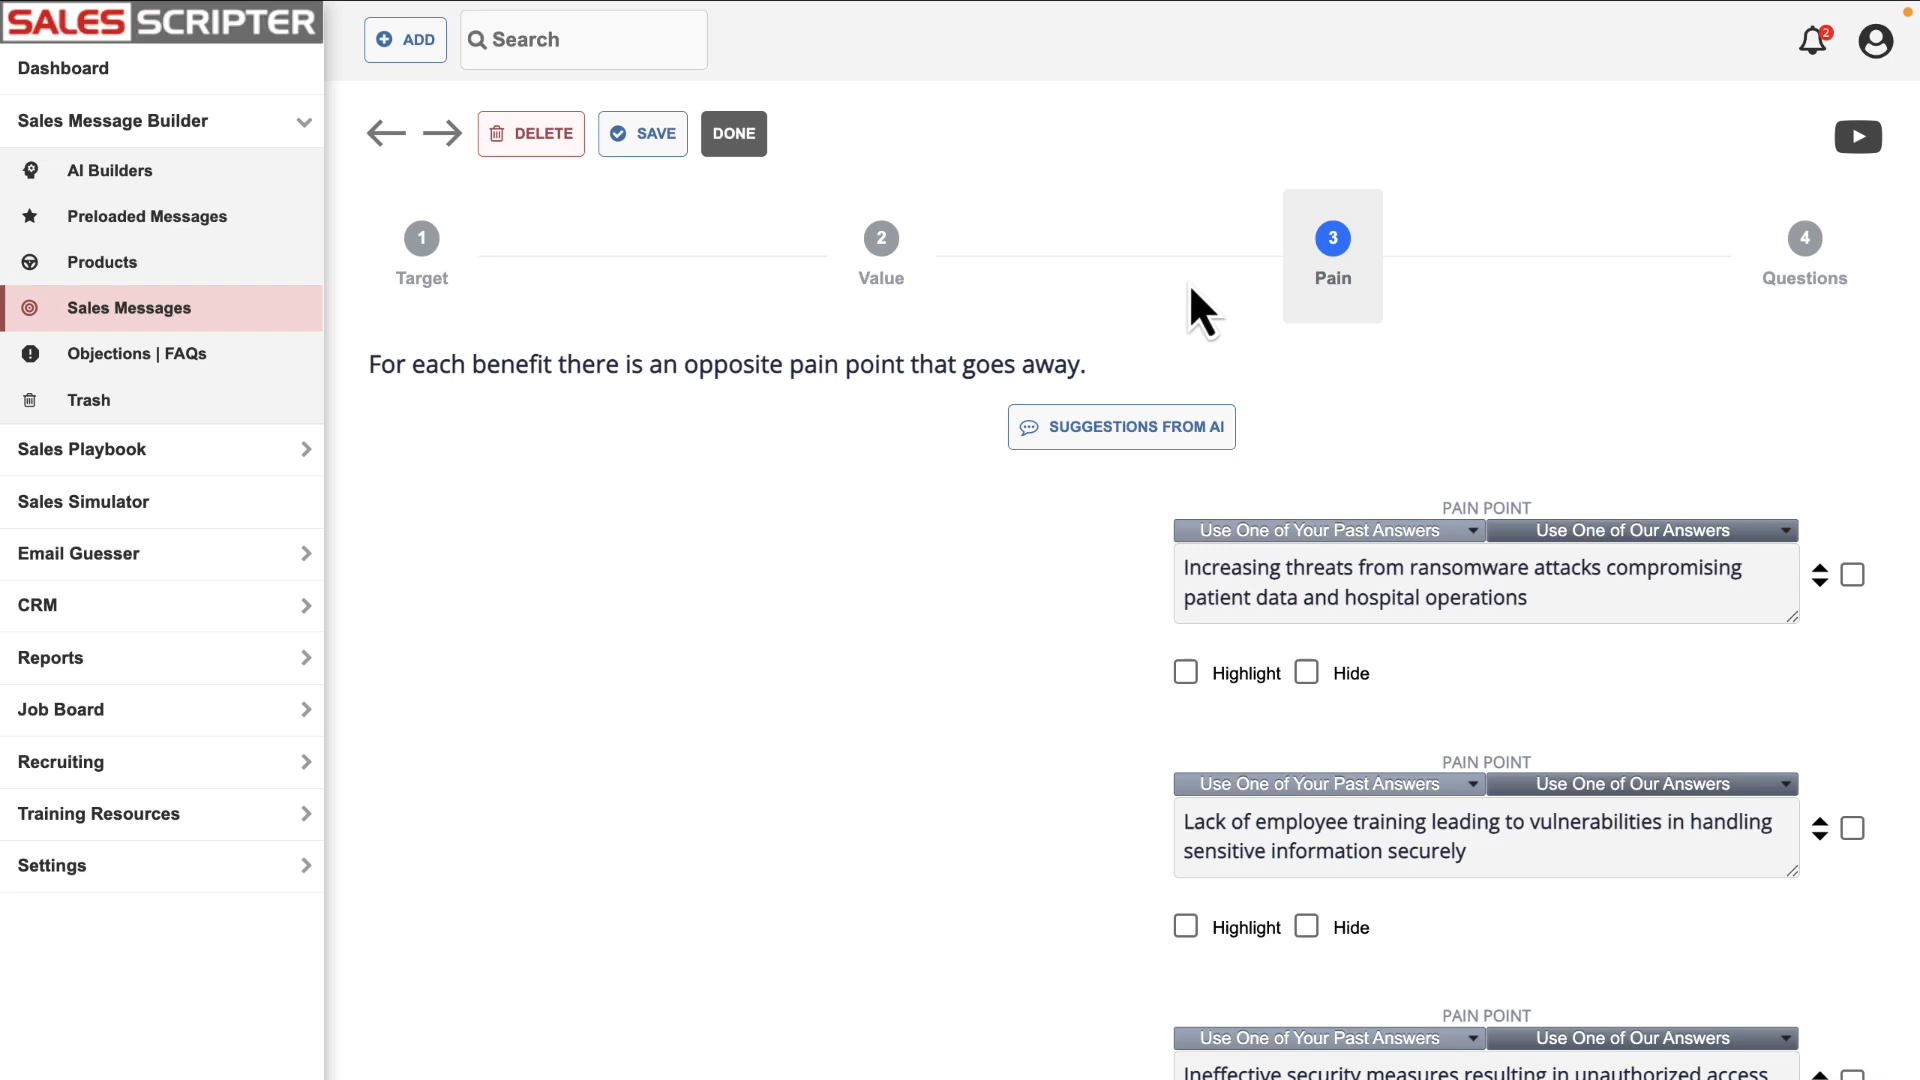 SALES SCRIPTER
Dashboard
Sales Message Builder
AI Builders
Preloaded Messages
Products
Sales Messages
Objections | FAQs
Trash
Sales Playbook
Sales Simulator
Email Guesser
CRM
Reports
Job Board
Recruiting
Training Resources
Settings
ADD
Search
2
DELETE
SAVE
DONE
1
Target
2
Value
3
Pain
4
Questions
For each benefit there is an opposite pain point that goes away.
SUGGESTIONS FROM AI
PAIN POINT
Use One of Your Past Answers
Use One of Our Answers
Increasing threats from ransomware attacks compromising
patient data and hospital operations
Highlight
Hide
PAIN POINT
Use One of Your Past Answers
Use One of Our Answers
Lack of employee training leading to vulnerabilities in handling
sensitive information securely
Highlight
Hide
PAIN POINT
Use One of Your Past Answers
Use One of Our Answers
Ineffective security measures resulting in unauthorized access